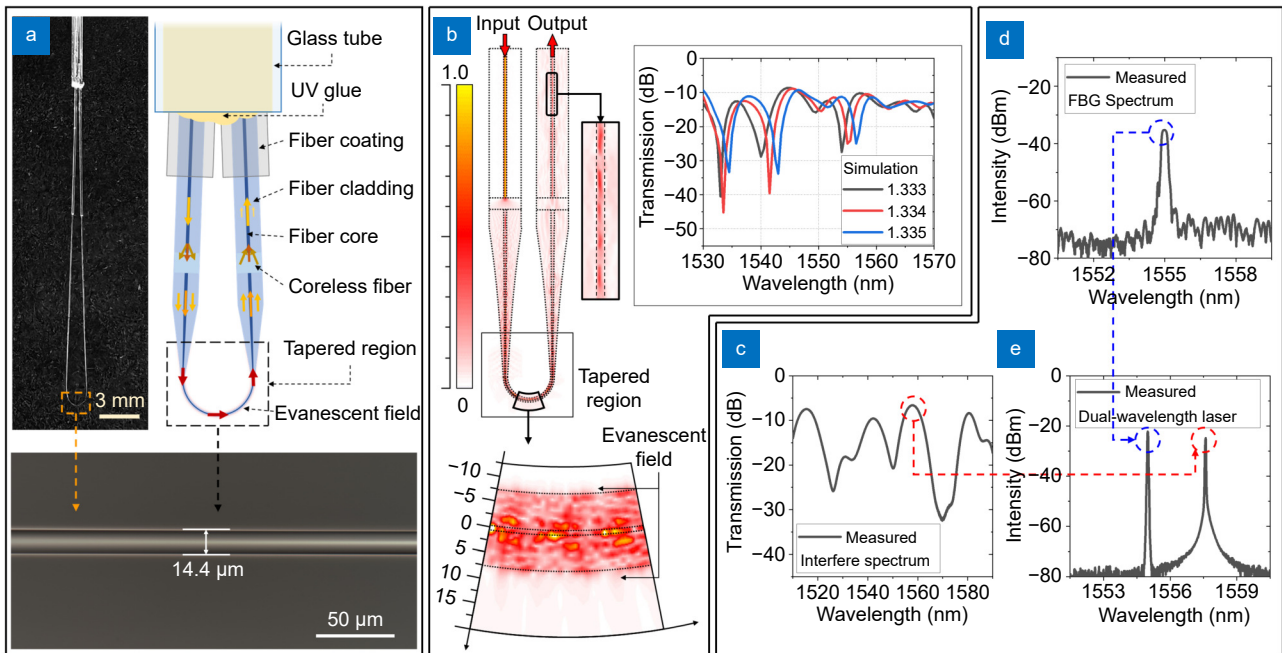 a
Glass tube
UV glue
Fiber coating
Fiber cladding
Fiber core
Coreless fiber
Tapered region
Evanescent field
3 mm
14.4 μm
50 μm
b
Input
Output
1.0
0
Tapered
region
Evanescent
field
−10
−5
0
5
10
15
Transmission (dB)
0
−10
−20
−30
−40
−50
Simulation
1.333
1.334
1.335
1530
1540
1550
1560
1570
Wavelength (nm)
c
Transmission (dB)
0
−10
−20
−30
−40
Measured
Interfere spectrum
1520
1540
1560
1580
Wavelength (nm)
d
Intensity (dBm)
−10
−40
−60
−80
Measured
FBG Spectrum
1552
1555
1558
Wavelength (nm)
e
Intensity (dBm)
0
−20
−40
−60
−80
Measured
Dual-wavelength laser
1553
1556
1559
Wavelength (nm)